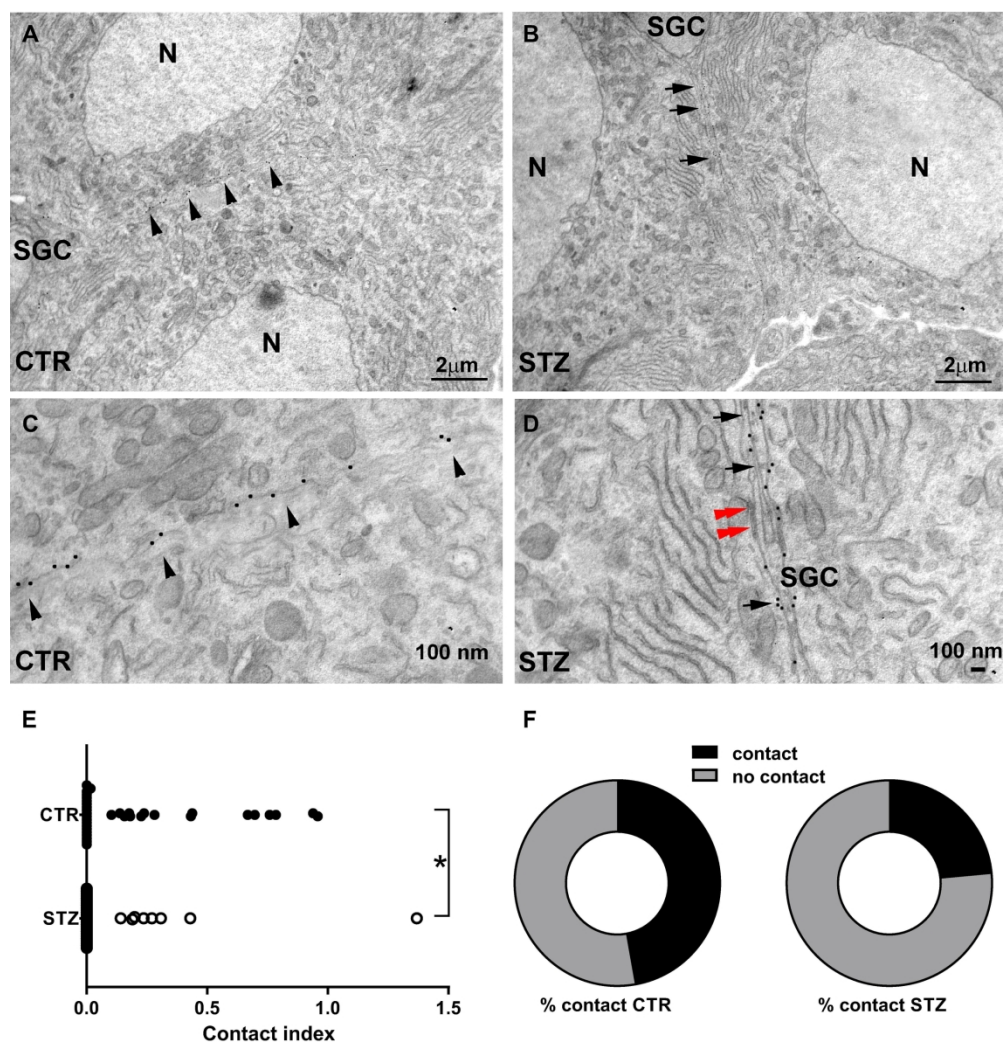 A
N
SGC
N
CTR
2μm
B
SGC
N
N
STZ
2μm
C
CTR
100 nm
D
SGC
STZ
100 nm
E
CTR
STZ
*
0.0 0.5 1.0 1.5
Contact index
F
contact
no contact
% contact CTR
% contact STZ